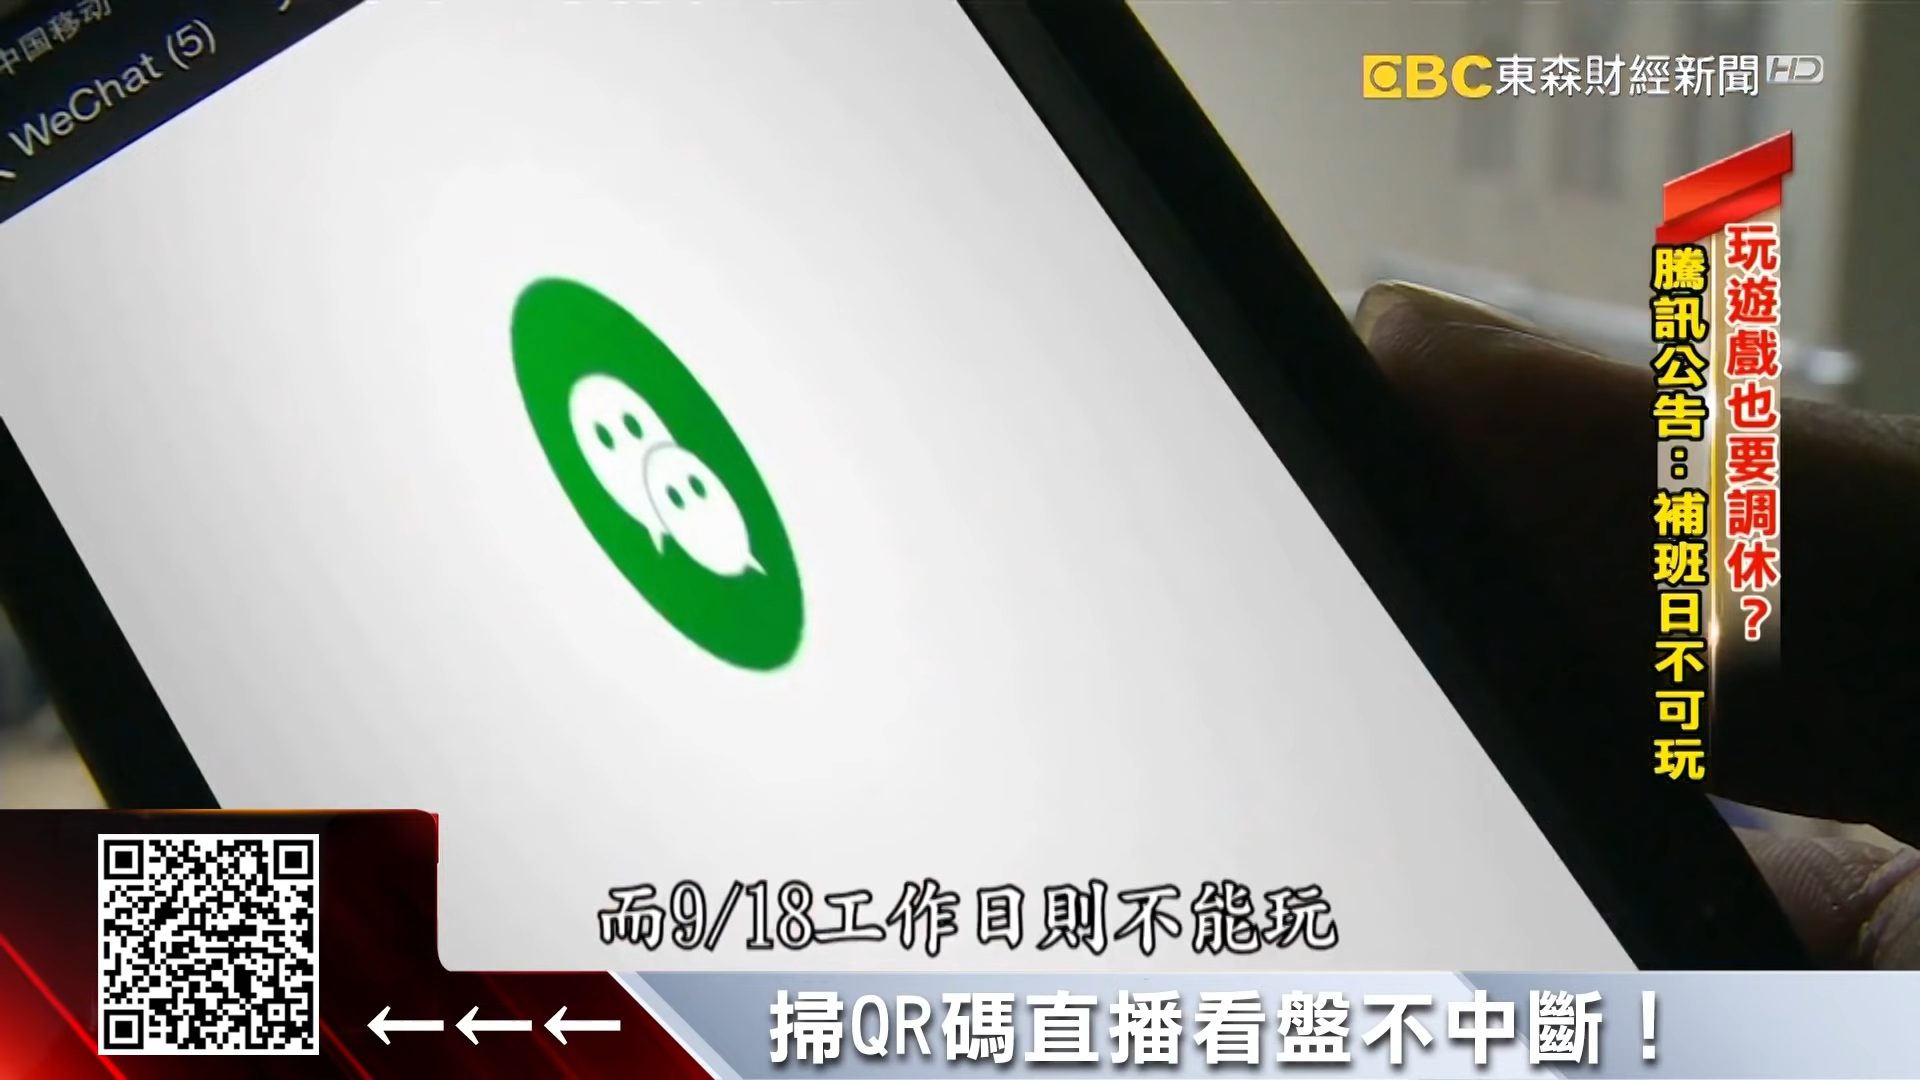 中国移动
WeChat (5)
EBC東森財經新聞HD
玩遊戲也要調休?
騰訊公告:補班日不可玩
而9/18工作日則不能玩
←←← 掃QR碼直播看盤不中斷!